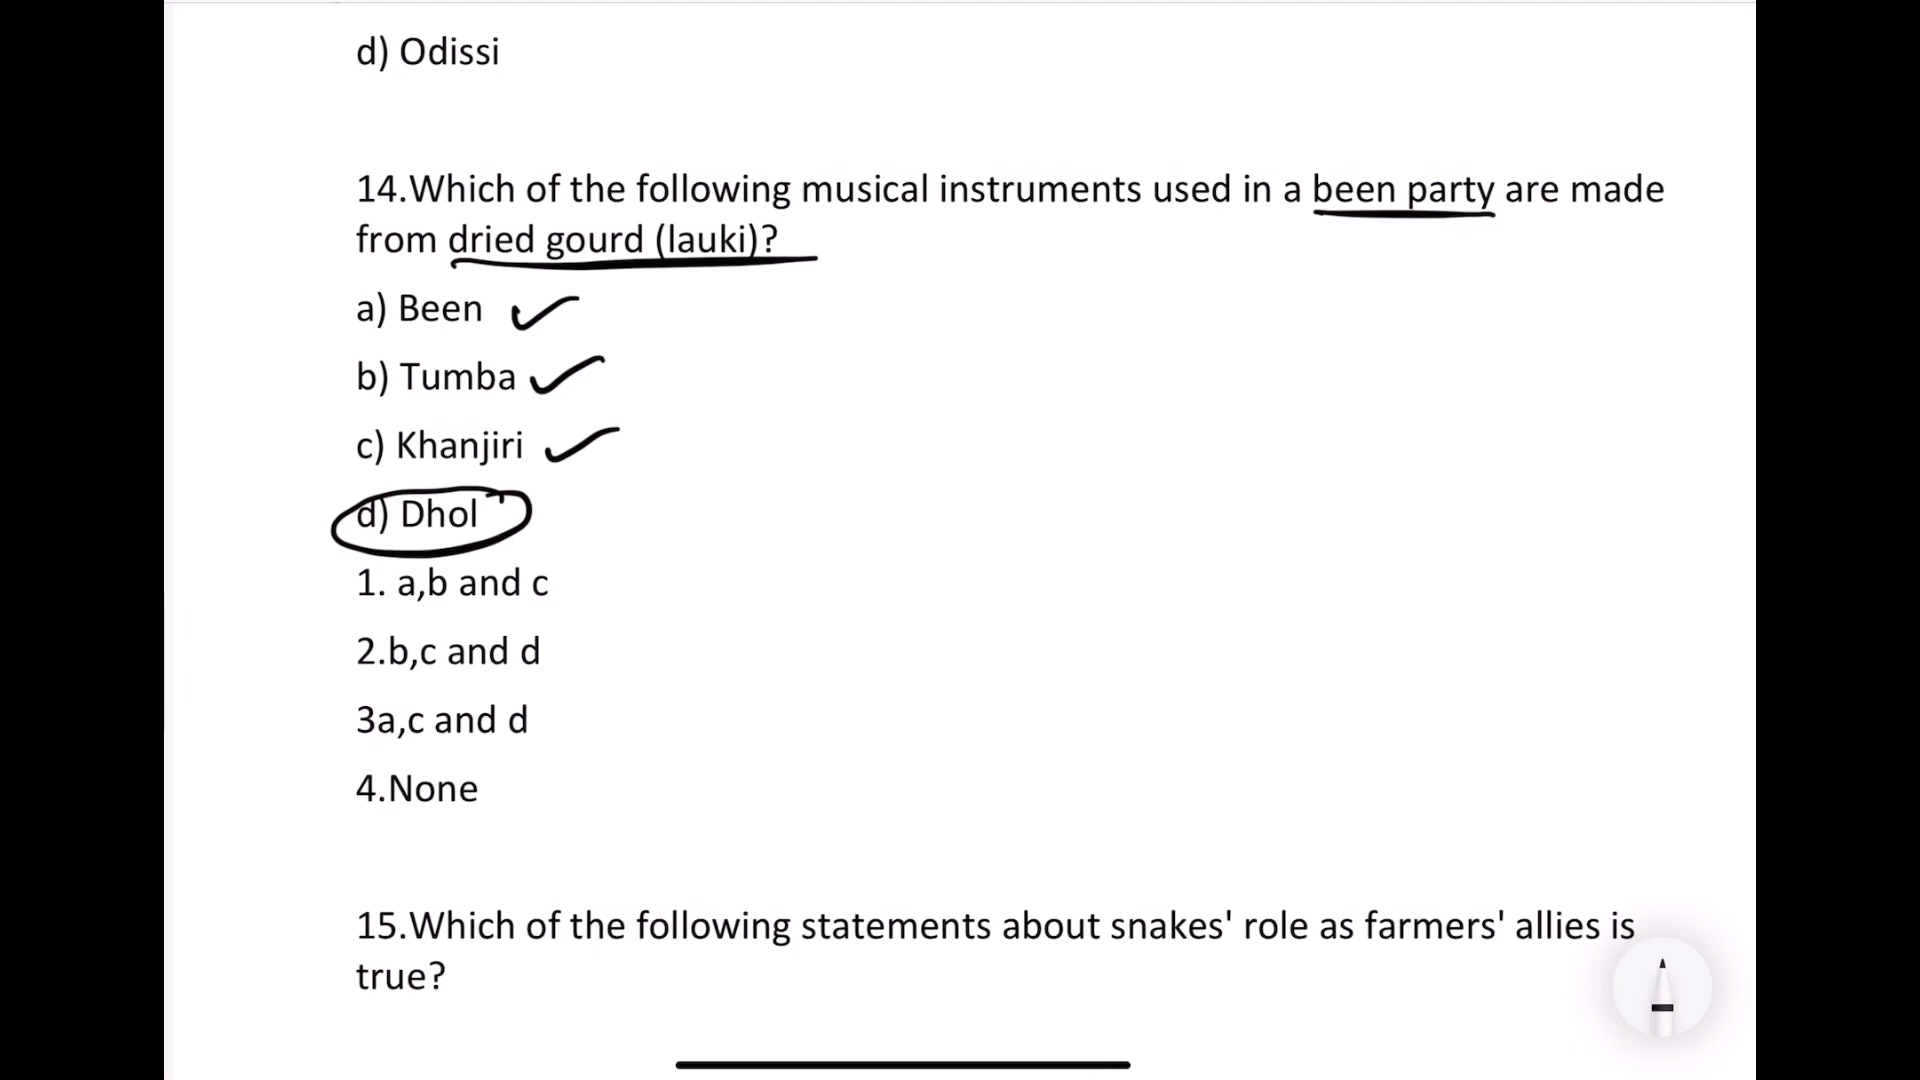 d) Odissi
14.Which of the following musical instruments used in a been party are made
from dried gourd (lauki)?
a) Been
b) Tumba
c) Khanjiri
d) Dhol
1. a,b and c
2.b,c and d
3a,c and d
4.None
15.Which of the following statements about snakes' role as farmers' allies is
true?